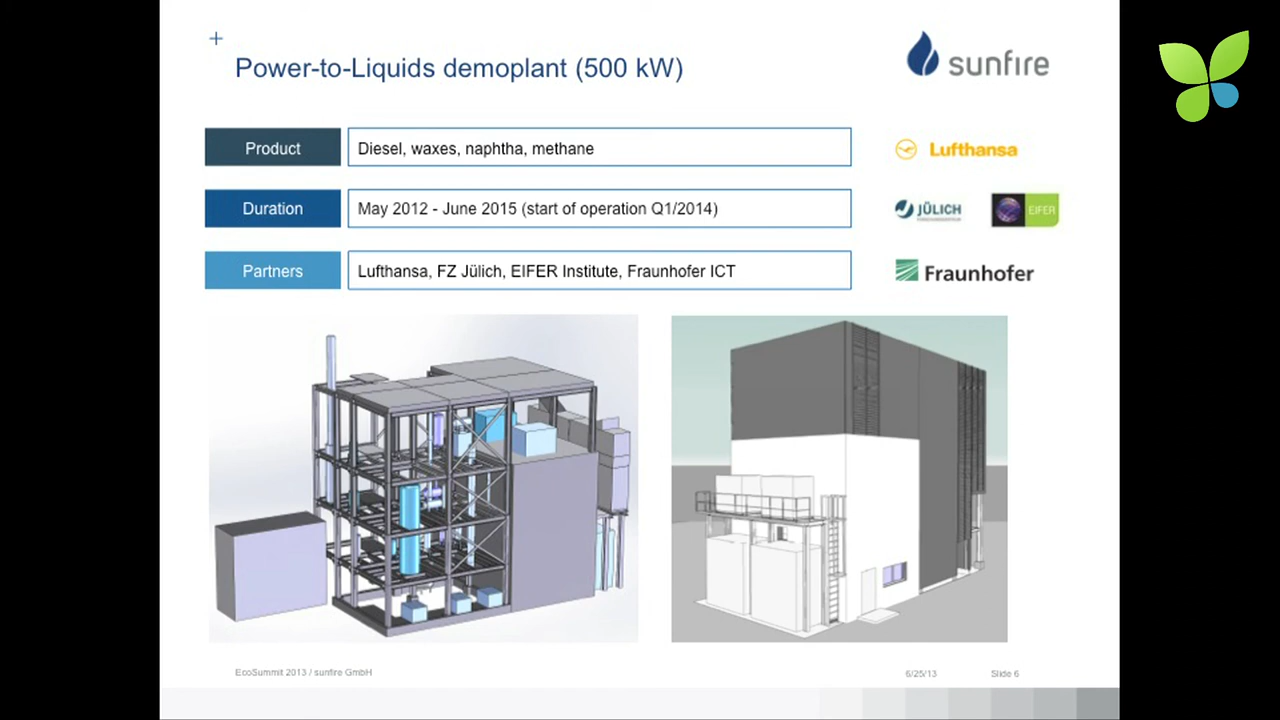 +
Power-to-Liquids demoplant (500 kW)
sunfire
Product
Diesel, waxes, naphtha, methane
Lufthansa
Duration
May 2012 - June 2015 (start of operation Q1/2014)
JÜLICH
FORSCHUNGSZENTRUM
EIFER
Partners
Lufthansa, FZ Jülich, EIFER Institute, Fraunhofer ICT
Fraunhofer
EcoSummit 2013 / sunfire GmbH
6/25/13
Slide 6